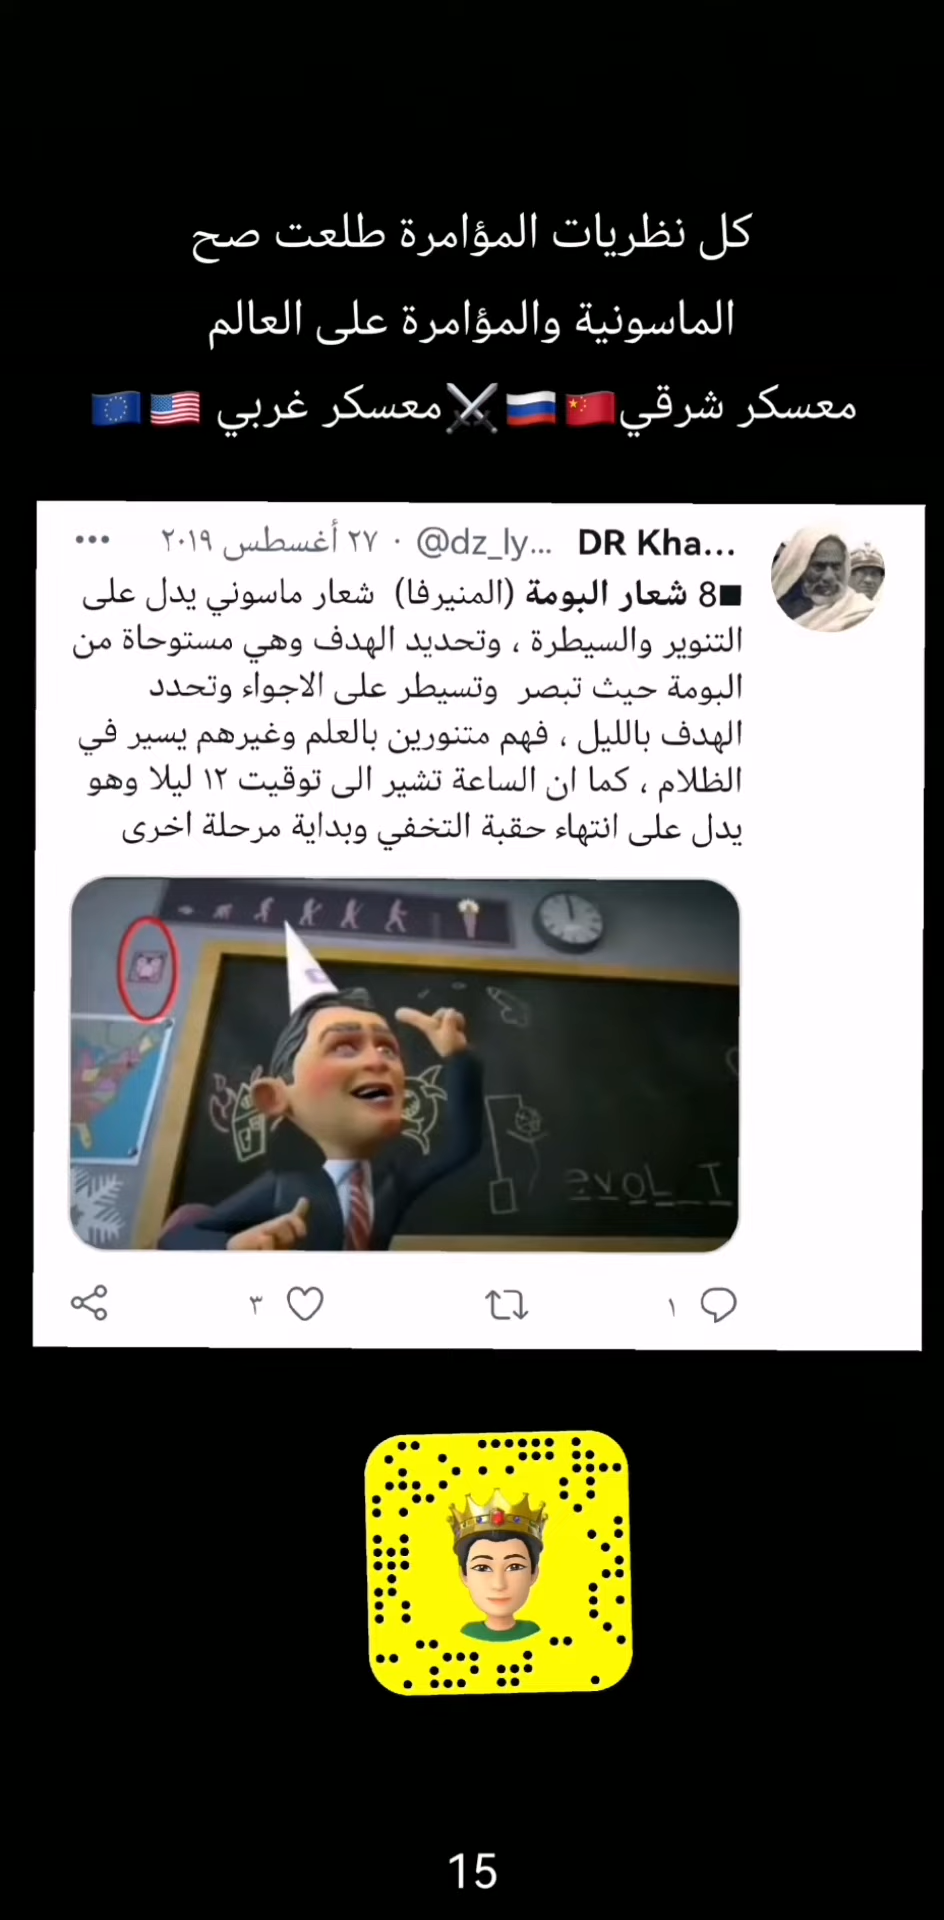 كل نظريات المؤامرة طلعت صح
الماسونية والمؤامرة على العالم
معسكر شرقي🇨🇳🇷🇺⚔️معسكر غربي 🇺🇸🇪🇺
DR Kha... @dz_ly... · ٢٧ أغسطس ٢٠١٩ •••
■8 شعار البومة (المنيرفا) شعار ماسوني يدل على
التنوير والسيطرة ، وتحديد الهدف وهي مستوحاة من
البومة حيث تبصر وتسيطر على الاجواء وتحدد
الهدف بالليل ، فهم متنورين بالعلم وغيرهم يسير في
الظلام ، كما ان الساعة تشير الى توقيت ١٢ ليلا وهو
يدل على انتهاء حقبة التخفي وبداية مرحلة اخرى
evoL_I
١ ٣
15